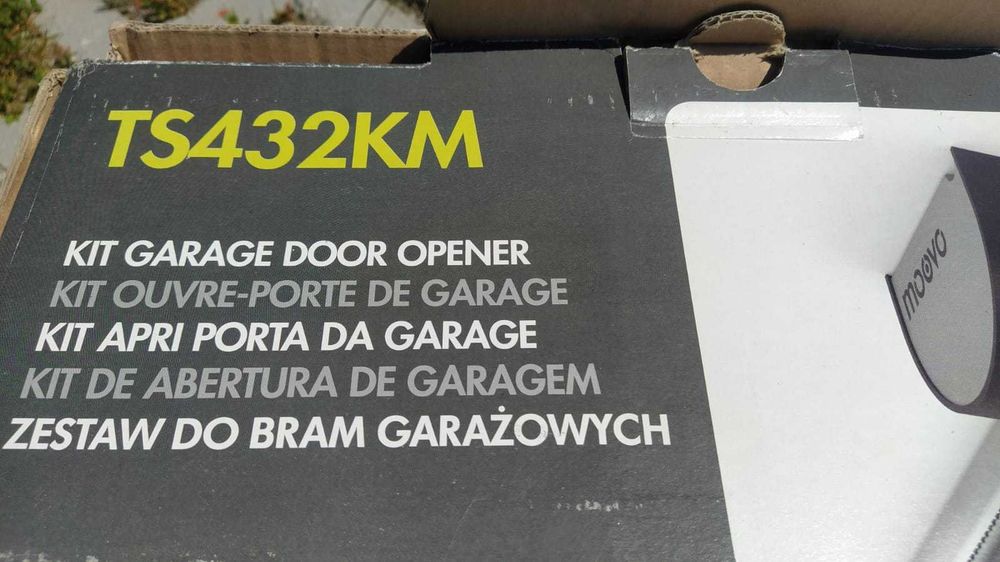 TS432KM
KIT GARAGE DOOR OPENER
KIT OUVRE-PORTE DE GARAGE
KIT APRI PORTA DA GARAGE
KIT DE ABERTURA DE GARAGEM
ZESTAW DO BRAM GARAŻOWYCH
moovo